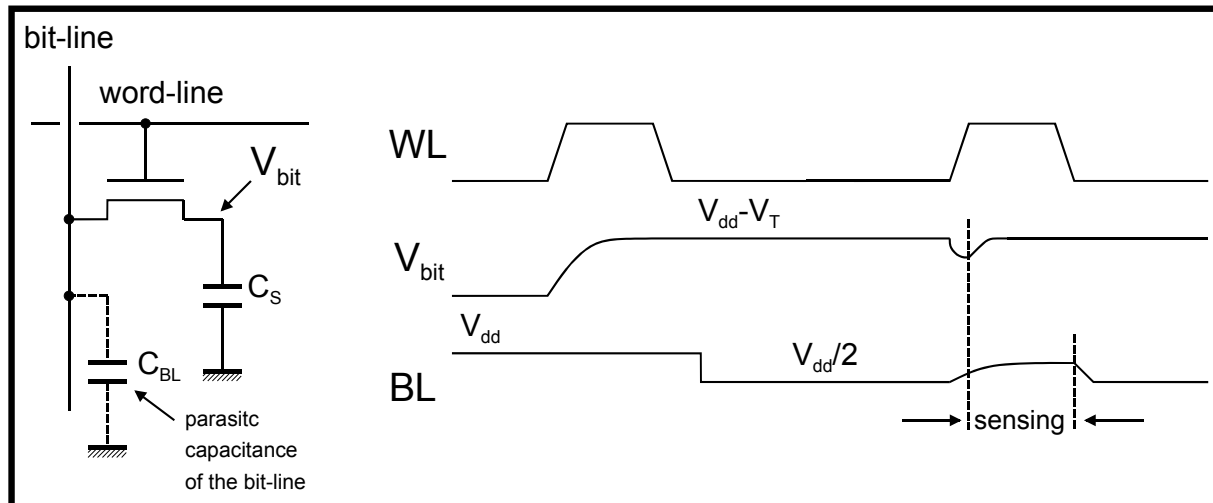 bit-line
word-line
V_bit
C_S
C_BL
parasitc
capacitance
of the bit-line
WL
V_dd-V_T
V_bit
V_dd
V_dd/2
BL
sensing